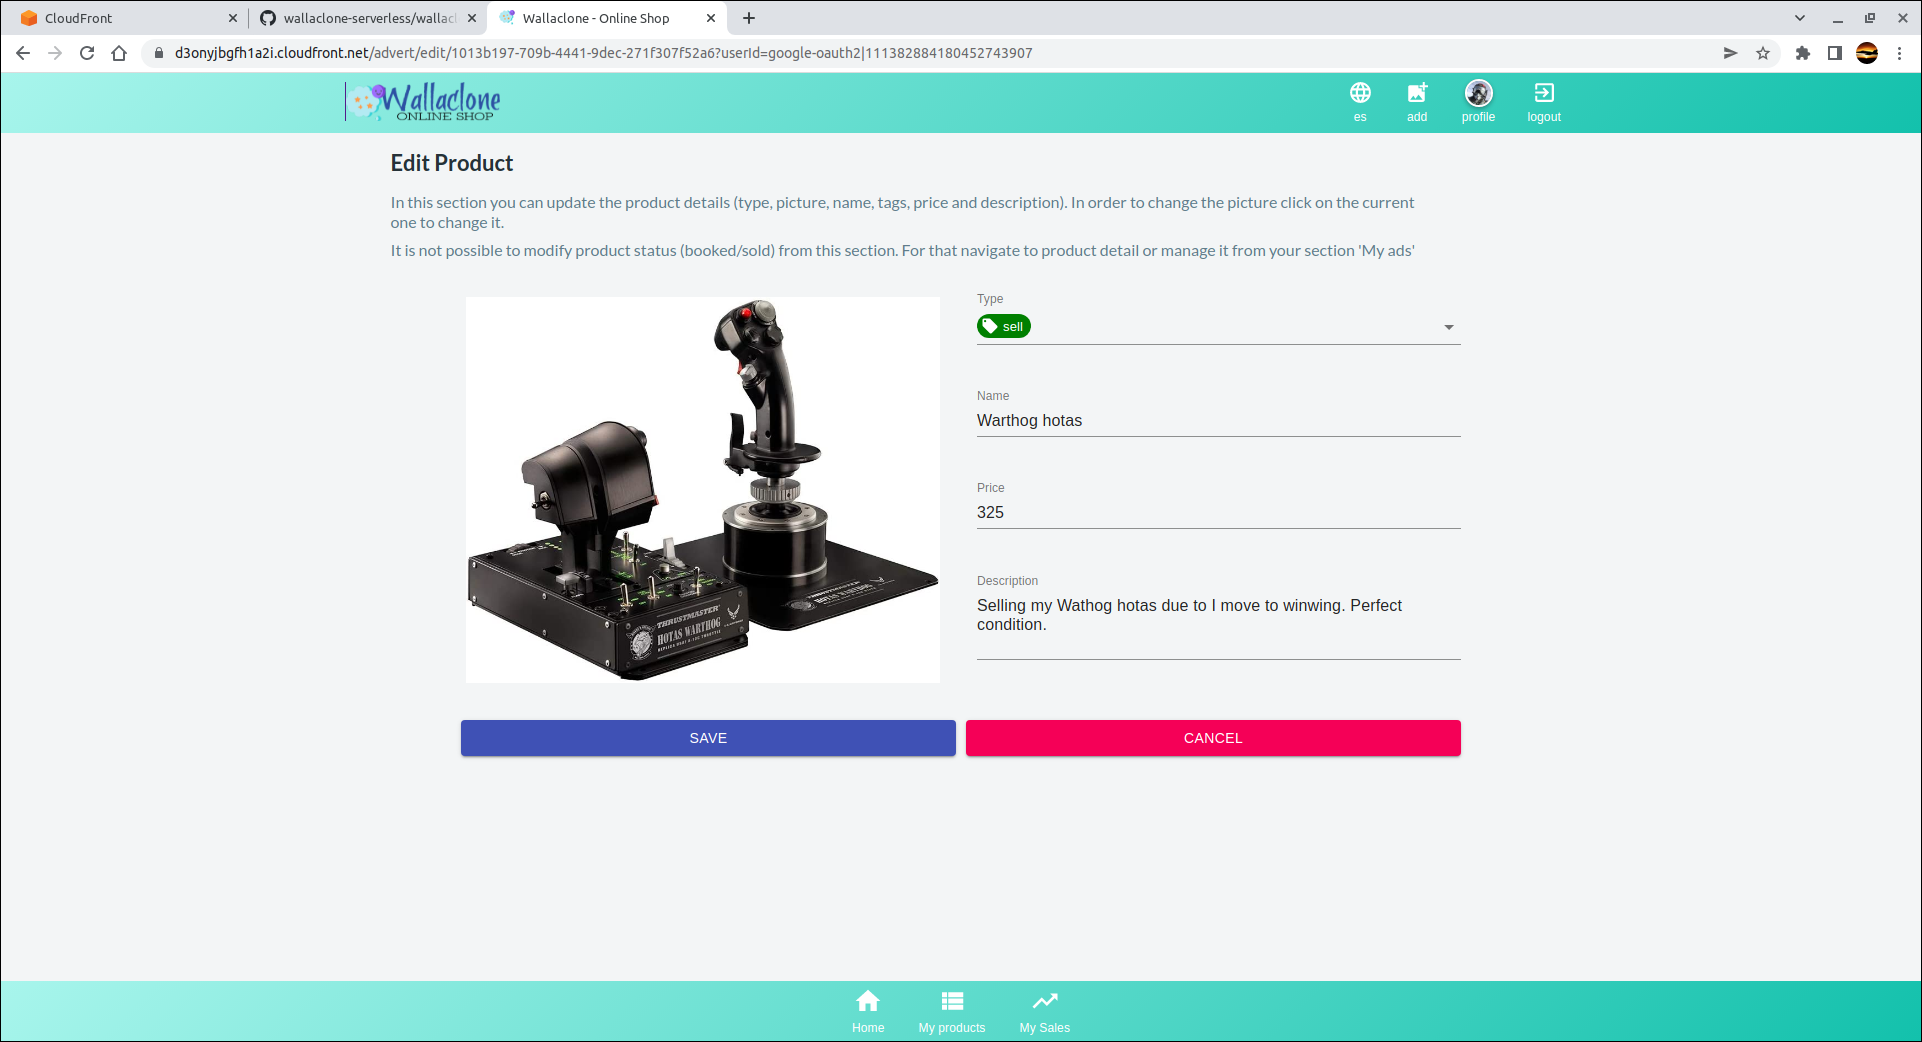 CloudFront
wallaclone-serverless/wallacl
Wallaclone - Online Shop
d3onyjbgfh1a2i.cloudfront.net/advert/edit/1013b197-709b-4441-9dec-271f307f52a6?userId=google-oauth2|111382884180452743907
Wallaclone
ONLINE SHOP
es
add
profile
logout
Edit Product
In this section you can update the product details (type, picture, name, tags, price and description). In order to change the picture click on the current
one to change it.
It is not possible to modify product status (booked/sold) from this section. For that navigate to product detail or manage it from your section 'My ads'
Type
sell
Name
Warthog hotas
Price
325
Description
Selling my Wathog hotas due to I move to winwing. Perfect
condition.
THRUSTMASTER
HOTAS WARTHOG
THRUSTMASTER
HOTAS WARTHOG
SAVE
CANCEL
Home
My products
My Sales